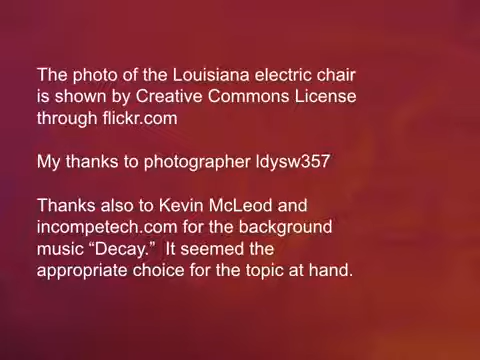 The photo of the Louisiana electric chair
is shown by Creative Commons License
through flickr.com
My thanks to photographer ldysw357
Thanks also to Kevin McLeod and
incompetech.com for the background
music “Decay.”  It seemed the
appropriate choice for the topic at hand.